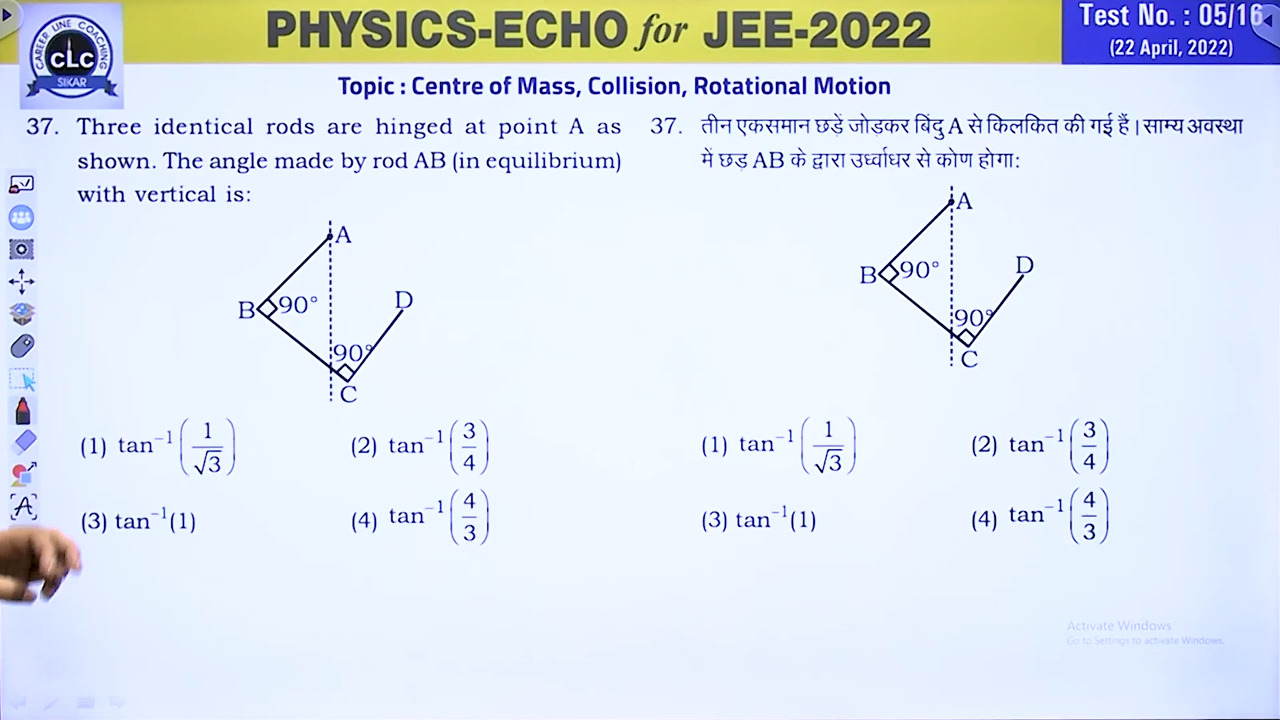 PHYSICS-ECHO for JEE-2022
Test No. : 05/16
(22 April, 2022)
CAREER LINE COACHING
CLC
SIKAR
Topic : Centre of Mass, Collision, Rotational Motion
37. Three identical rods are hinged at point A as
shown. The angle made by rod AB (in equilibrium)
with vertical is:
A
B 90°
D
90°
C
(1) tan⁻¹(1/√3) (2) tan⁻¹(3/4)
(3) tan⁻¹(1) (4) tan⁻¹(4/3)
37. तीन एकसमान छड़ें जोड़कर बिंदु A से किलकित की गई हैं। साम्य अवस्था
में छड़ AB के द्वारा उर्ध्वाधर से कोण होगा:
A
B 90°
D
90°
C
(1) tan⁻¹(1/√3) (2) tan⁻¹(3/4)
(3) tan⁻¹(1) (4) tan⁻¹(4/3)
Activate Windows
Go to Settings to activate Windows.